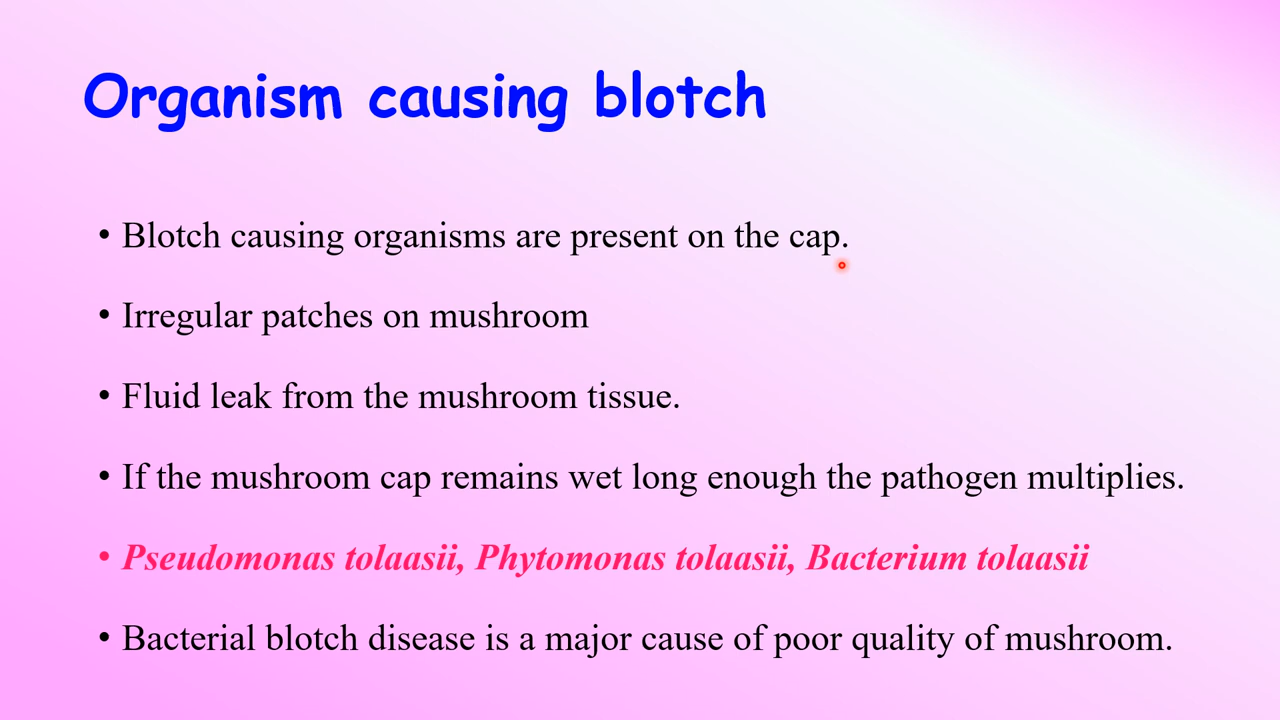 Organism causing blotch
• Blotch causing organisms are present on the cap.
• Irregular patches on mushroom
• Fluid leak from the mushroom tissue.
• If the mushroom cap remains wet long enough the pathogen multiplies.
• Pseudomonas tolaasii, Phytomonas tolaasii, Bacterium tolaasii
• Bacterial blotch disease is a major cause of poor quality of mushroom.